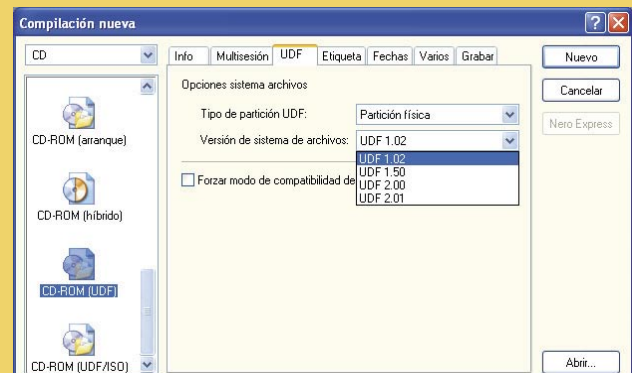 Compilación nueva
CD
Info Multisesión UDF Etiqueta Fechas Varios Grabar
Nuevo
Opciones sistema archivos
Cancelar
Tipo de partición UDF: Partición física
Nero Express
CD-ROM (arranque)
Versión de sistema de archivos: UDF 1.02
UDF 1.02
UDF 1.50
UDF 2.00
UDF 2.01
Forzar modo de compatibilidad de
CD-ROM (híbrido)
CD-ROM (UDF)
CD-ROM (UDF/ISO)
Abrir...